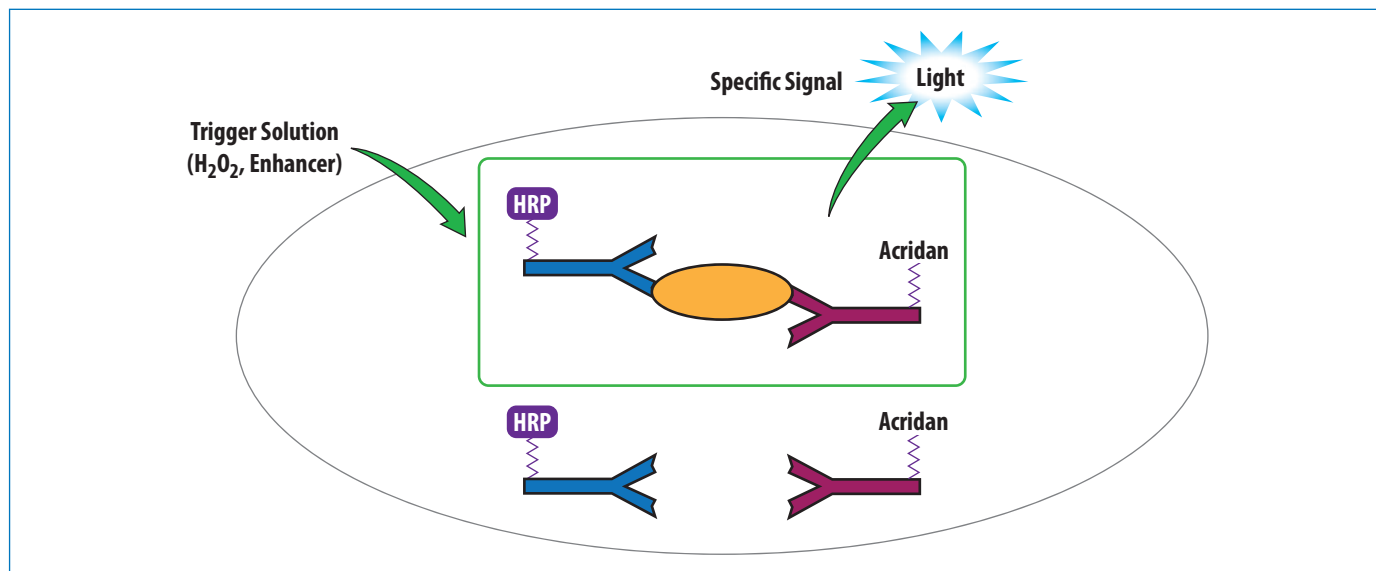 Specific Signal
Light
Trigger Solution
(H₂O₂, Enhancer)
HRP
Acridan
HRP
Acridan